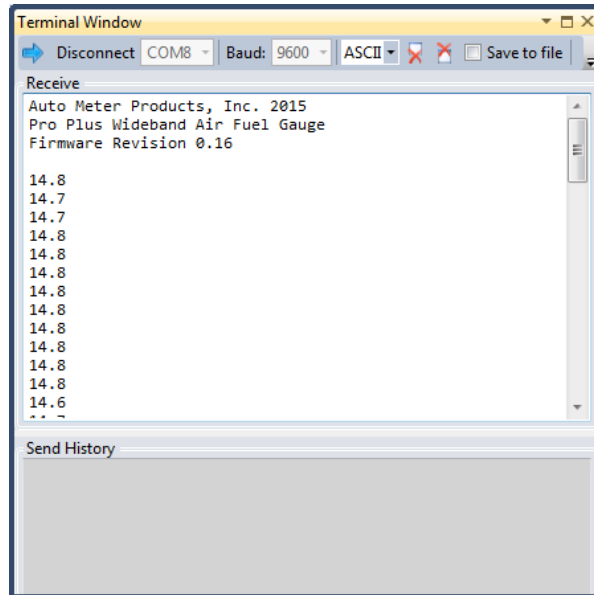 Terminal Window
Disconnect COM8 Baud: 9600 ASCII Save to file
Receive
Auto Meter Products, Inc. 2015
Pro Plus Wideband Air Fuel Gauge
Firmware Revision 0.16
14.8
14.7
14.7
14.8
14.8
14.8
14.8
14.8
14.8
14.8
14.8
14.8
14.6
Send History